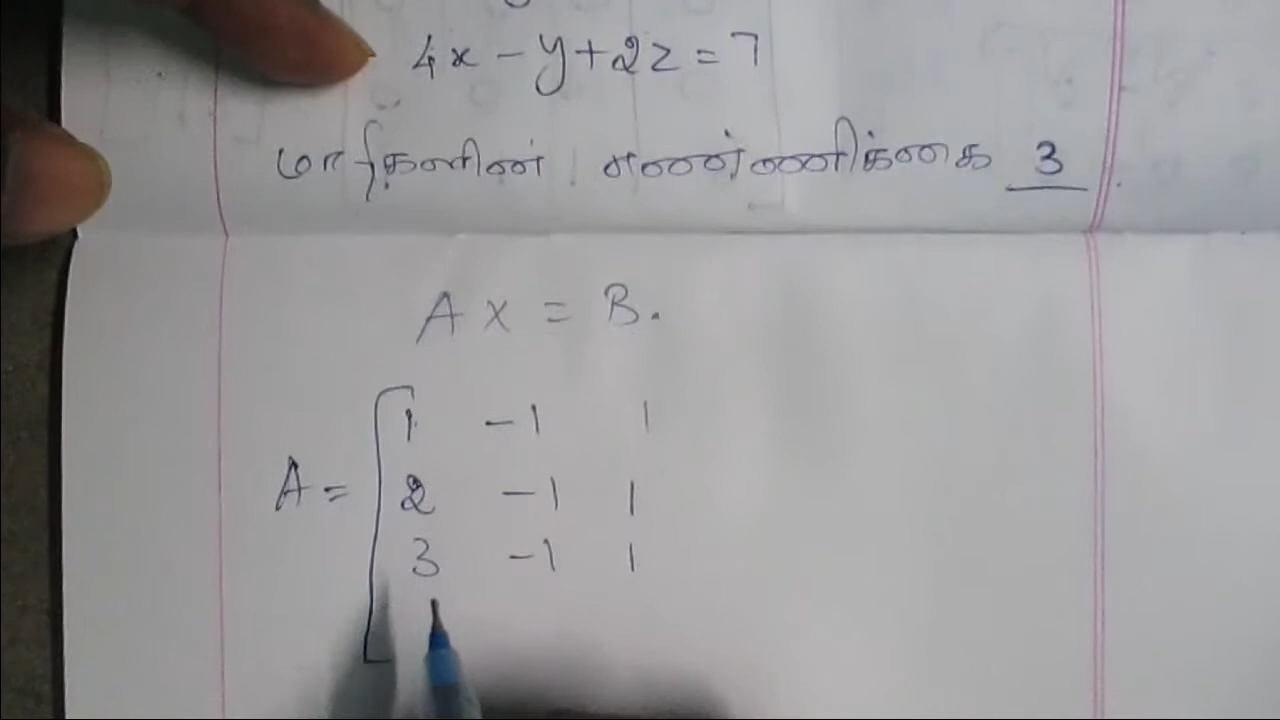 4x - y + 2z = 7
மாறிகளின் எண்ணிக்கை 3
AX = B.
1 -1 1
A = 2 -1 1
3 -1 1